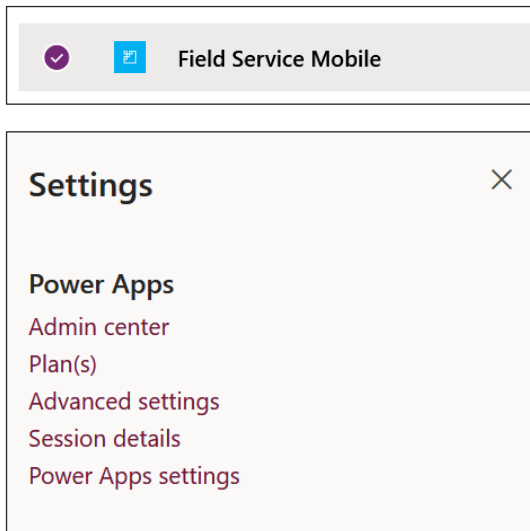 Field Service Mobile
Settings
Power Apps
Admin center
Plan(s)
Advanced settings
Session details
Power Apps settings